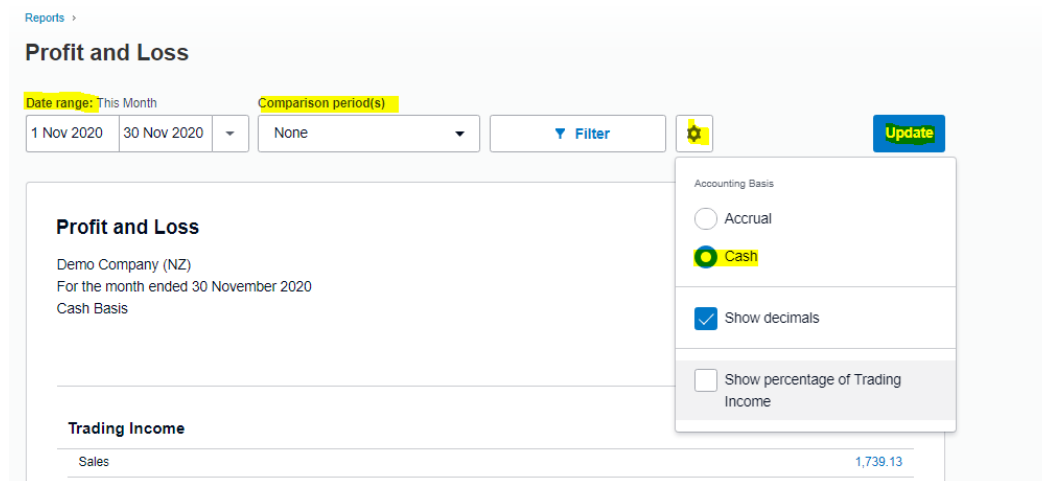 Reports ›
Profit and Loss
Date range: This Month
Comparison period(s)
1 Nov 2020 30 Nov 2020
None
Filter
Update
Accounting Basis
Accrual
Cash
Show decimals
Show percentage of Trading
Income
Profit and Loss
Demo Company (NZ)
For the month ended 30 November 2020
Cash Basis
Trading Income
Sales 1,739.13